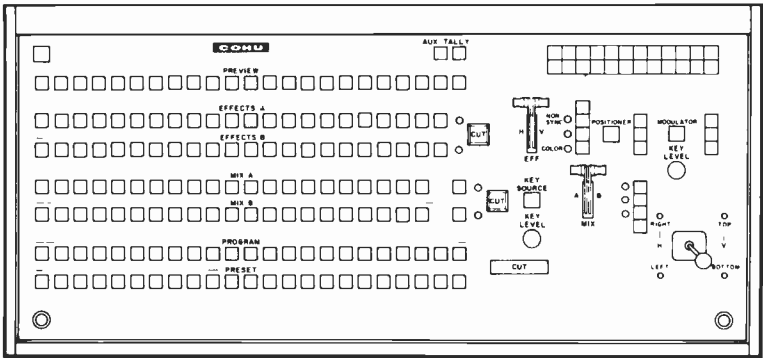 COHU
AUX TALLY
PREVIEW
EFFECTS A
EFFECTS B
CUT
MIX A
MIX B
CUT
PROGRAM
PRESET
H V
EFF
NON SYNC
COLOR
POSITIONER
MODULATOR
KEY LEVEL
KEY SOURCE
KEY LEVEL
CUT
A B
MIX
RIGHT
H
LEFT
TOP
V
BOTTOM